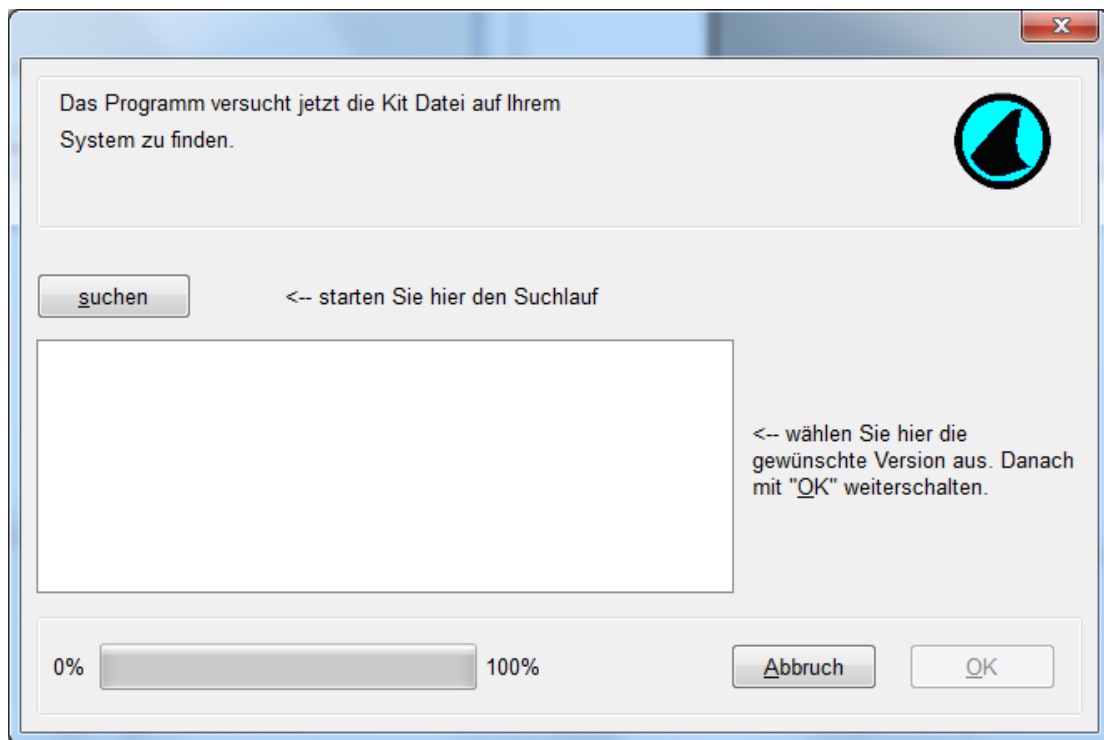 Das Programm versucht jetzt die Kit Datei auf Ihrem
System zu finden.
suchen
<-- starten Sie hier den Suchlauf
<-- wählen Sie hier die
gewünschte Version aus. Danach
mit "OK" weiterschalten.
0%
100%
Abbruch
OK